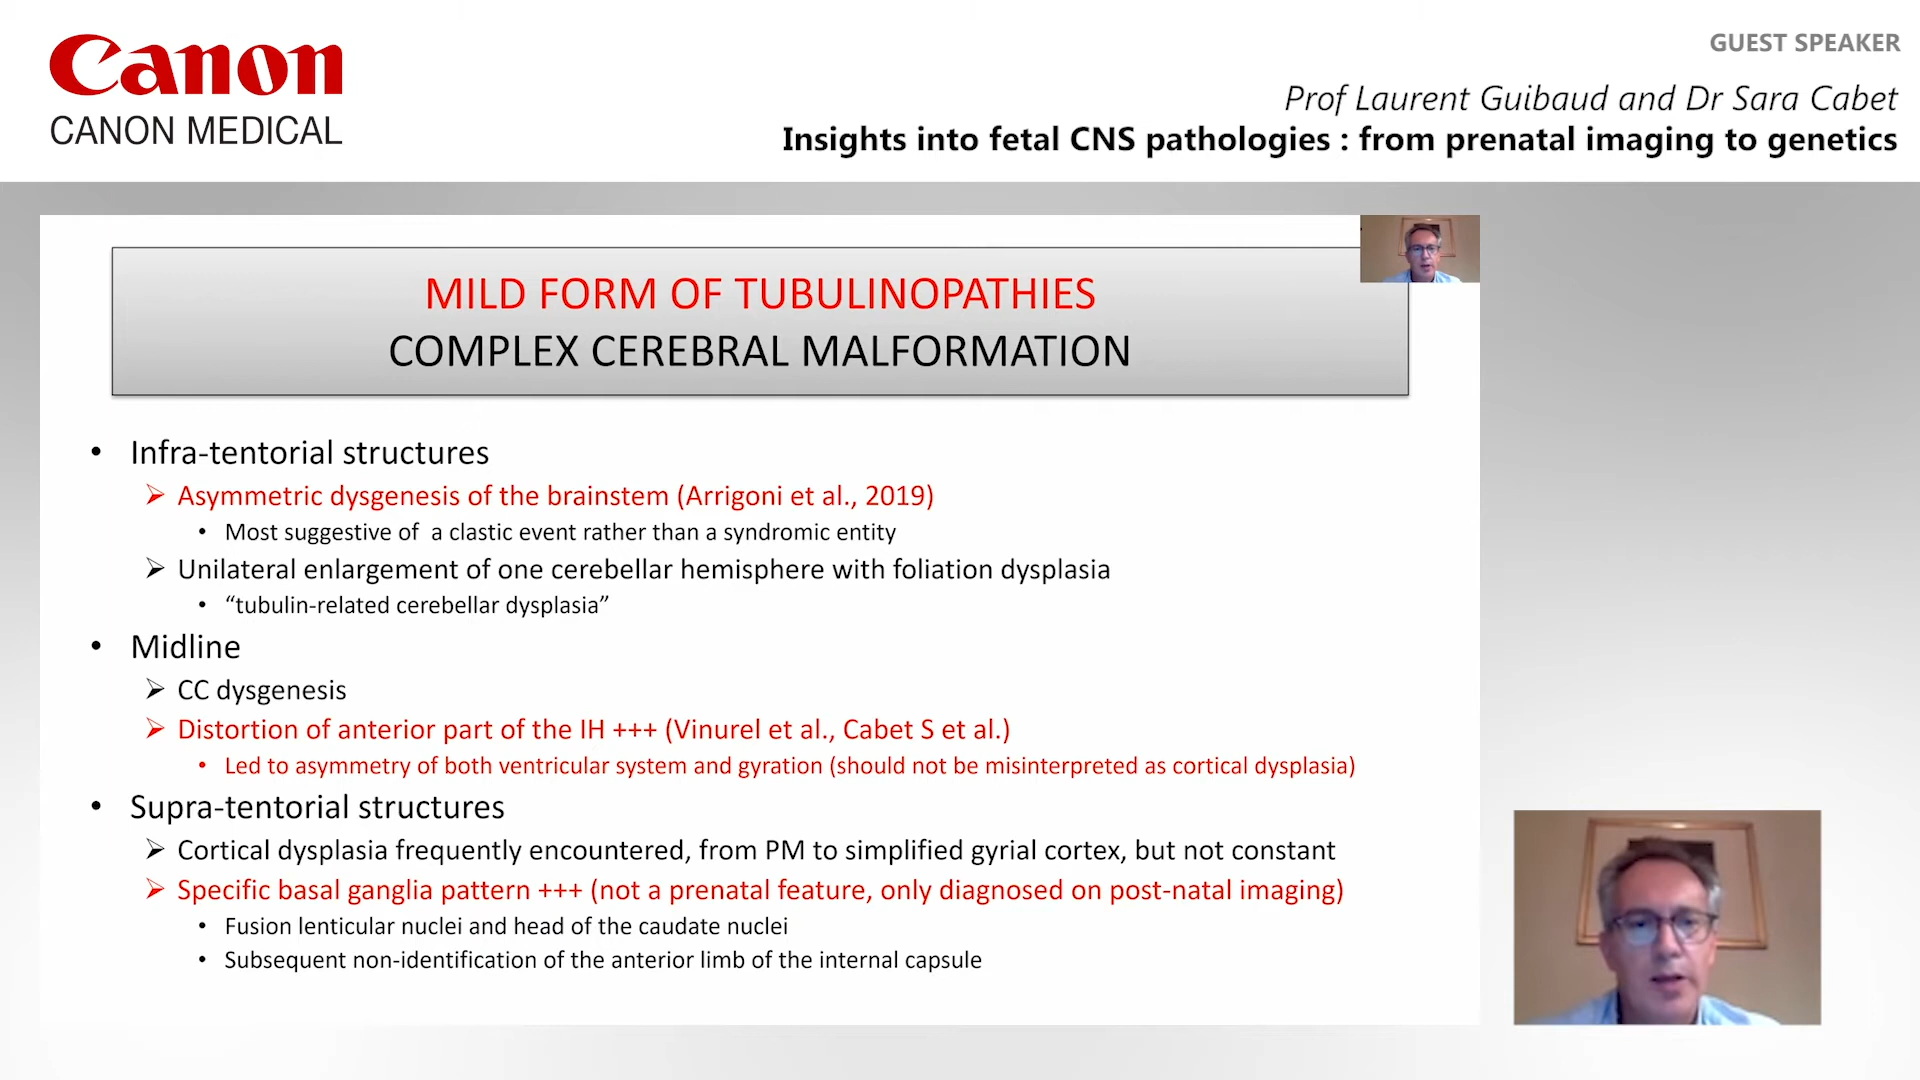 Canon
CANON MEDICAL
GUEST SPEAKER
Prof Laurent Guibaud and Dr Sara Cabet
Insights into fetal CNS pathologies : from prenatal imaging to genetics
MILD FORM OF TUBULINOPATHIES
COMPLEX CEREBRAL MALFORMATION
• Infra-tentorial structures
➢ Asymmetric dysgenesis of the brainstem (Arrigoni et al., 2019)
• Most suggestive of a clastic event rather than a syndromic entity
➢ Unilateral enlargement of one cerebellar hemisphere with foliation dysplasia
• “tubulin-related cerebellar dysplasia”
• Midline
➢ CC dysgenesis
➢ Distortion of anterior part of the IH +++ (Vinurel et al., Cabet S et al.)
• Led to asymmetry of both ventricular system and gyration (should not be misinterpreted as cortical dysplasia)
• Supra-tentorial structures
➢ Cortical dysplasia frequently encountered, from PM to simplified gyrial cortex, but not constant
➢ Specific basal ganglia pattern +++ (not a prenatal feature, only diagnosed on post-natal imaging)
• Fusion lenticular nuclei and head of the caudate nuclei
• Subsequent non-identification of the anterior limb of the internal capsule